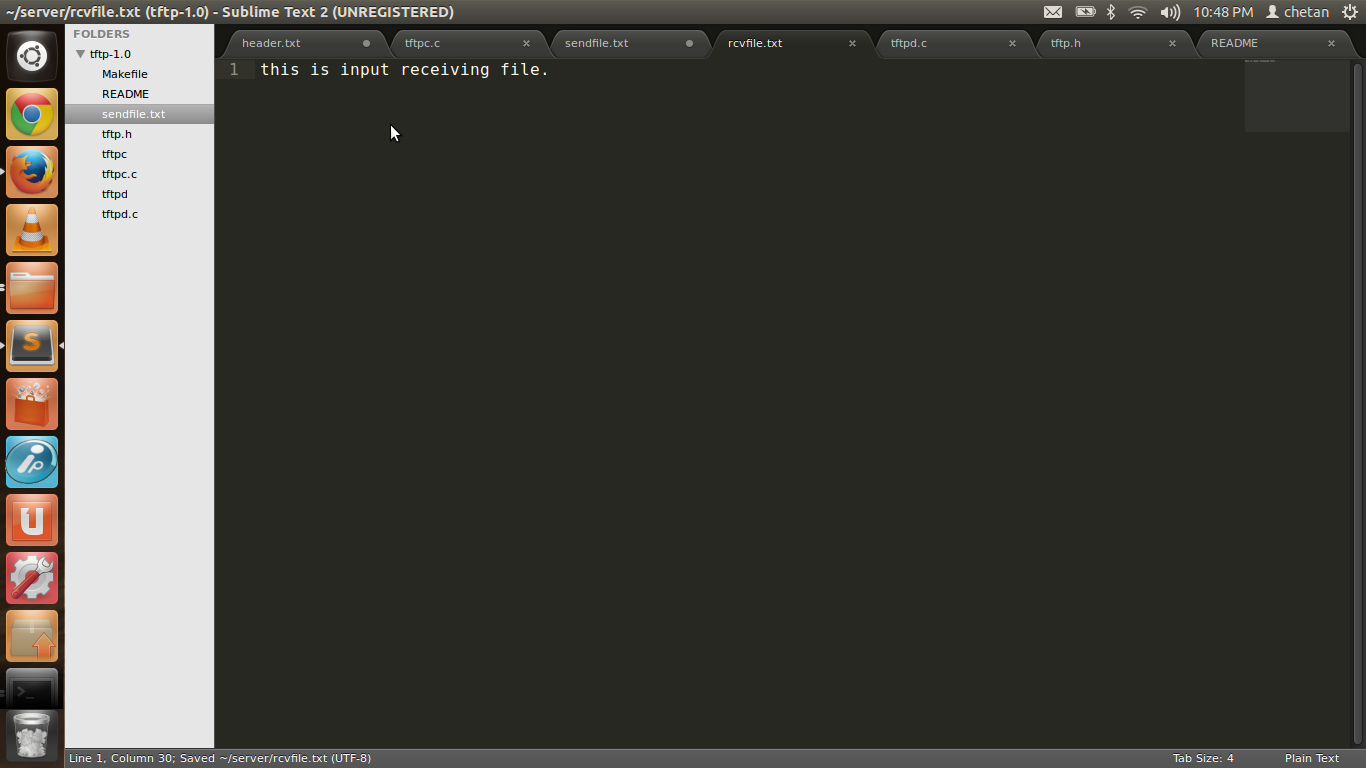 ~/server/rcvfile.txt (tftp-1.0) - Sublime Text 2 (UNREGISTERED)
10:48 PM
chetan
FOLDERS
tftp-1.0
Makefile
README
sendfile.txt
tftp.h
tftpc
tftpc.c
tftpd
tftpd.c
header.txt
tftpc.c
sendfile.txt
rcvfile.txt
tftpd.c
tftp.h
README
1 this is input receiving file.
Line 1, Column 30; Saved ~/server/rcvfile.txt (UTF-8)
Tab Size: 4
Plain Text